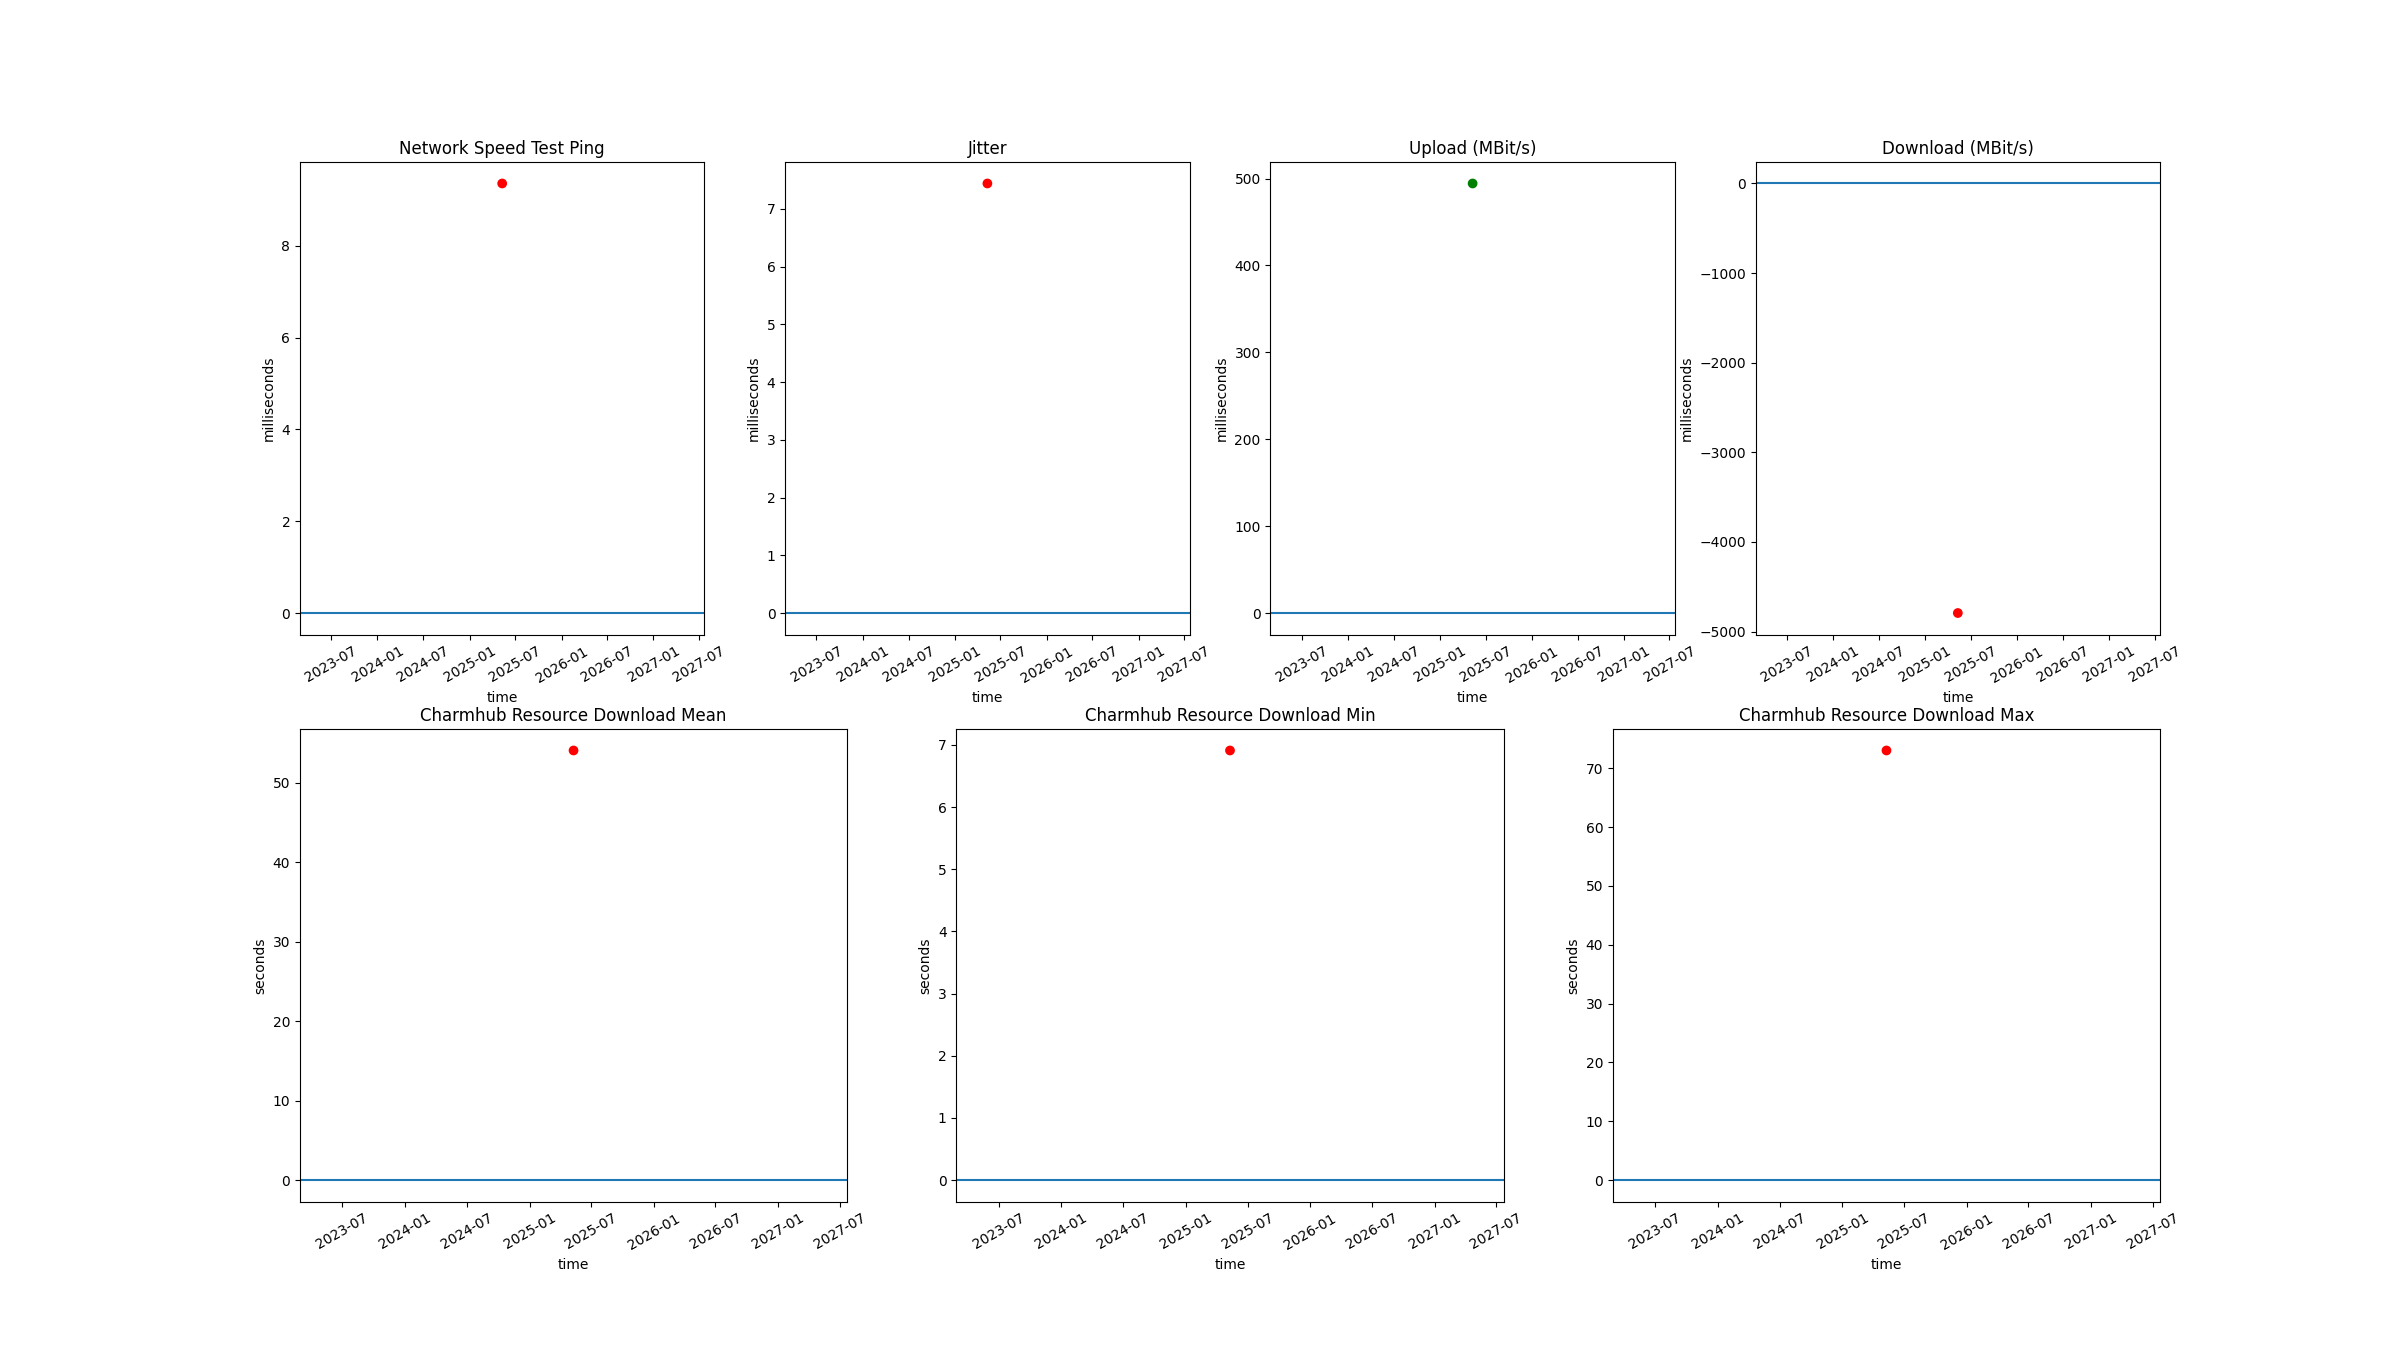 Network Speed Test Ping
milliseconds
8
6
4
2
0
2023-07 2024-01 2024-07 2025-01 2025-07 2026-01 2026-07 2027-01 2027-07
time
Jitter
milliseconds
7
6
5
4
3
2
1
0
2023-07 2024-01 2024-07 2025-01 2025-07 2026-01 2026-07 2027-01 2027-07
time
Upload (MBit/s)
milliseconds
500
400
300
200
100
0
2023-07 2024-01 2024-07 2025-01 2025-07 2026-01 2026-07 2027-01 2027-07
time
Download (MBit/s)
milliseconds
0
−1000
−2000
−3000
−4000
−5000
2023-07 2024-01 2024-07 2025-01 2025-07 2026-01 2026-07 2027-01 2027-07
time
Charmhub Resource Download Mean
seconds
50
40
30
20
10
0
2023-07 2024-01 2024-07 2025-01 2025-07 2026-01 2026-07 2027-01 2027-07
time
Charmhub Resource Download Min
seconds
7
6
5
4
3
2
1
0
2023-07 2024-01 2024-07 2025-01 2025-07 2026-01 2026-07 2027-01 2027-07
time
Charmhub Resource Download Max
seconds
70
60
50
40
30
20
10
0
2023-07 2024-01 2024-07 2025-01 2025-07 2026-01 2026-07 2027-01 2027-07
time